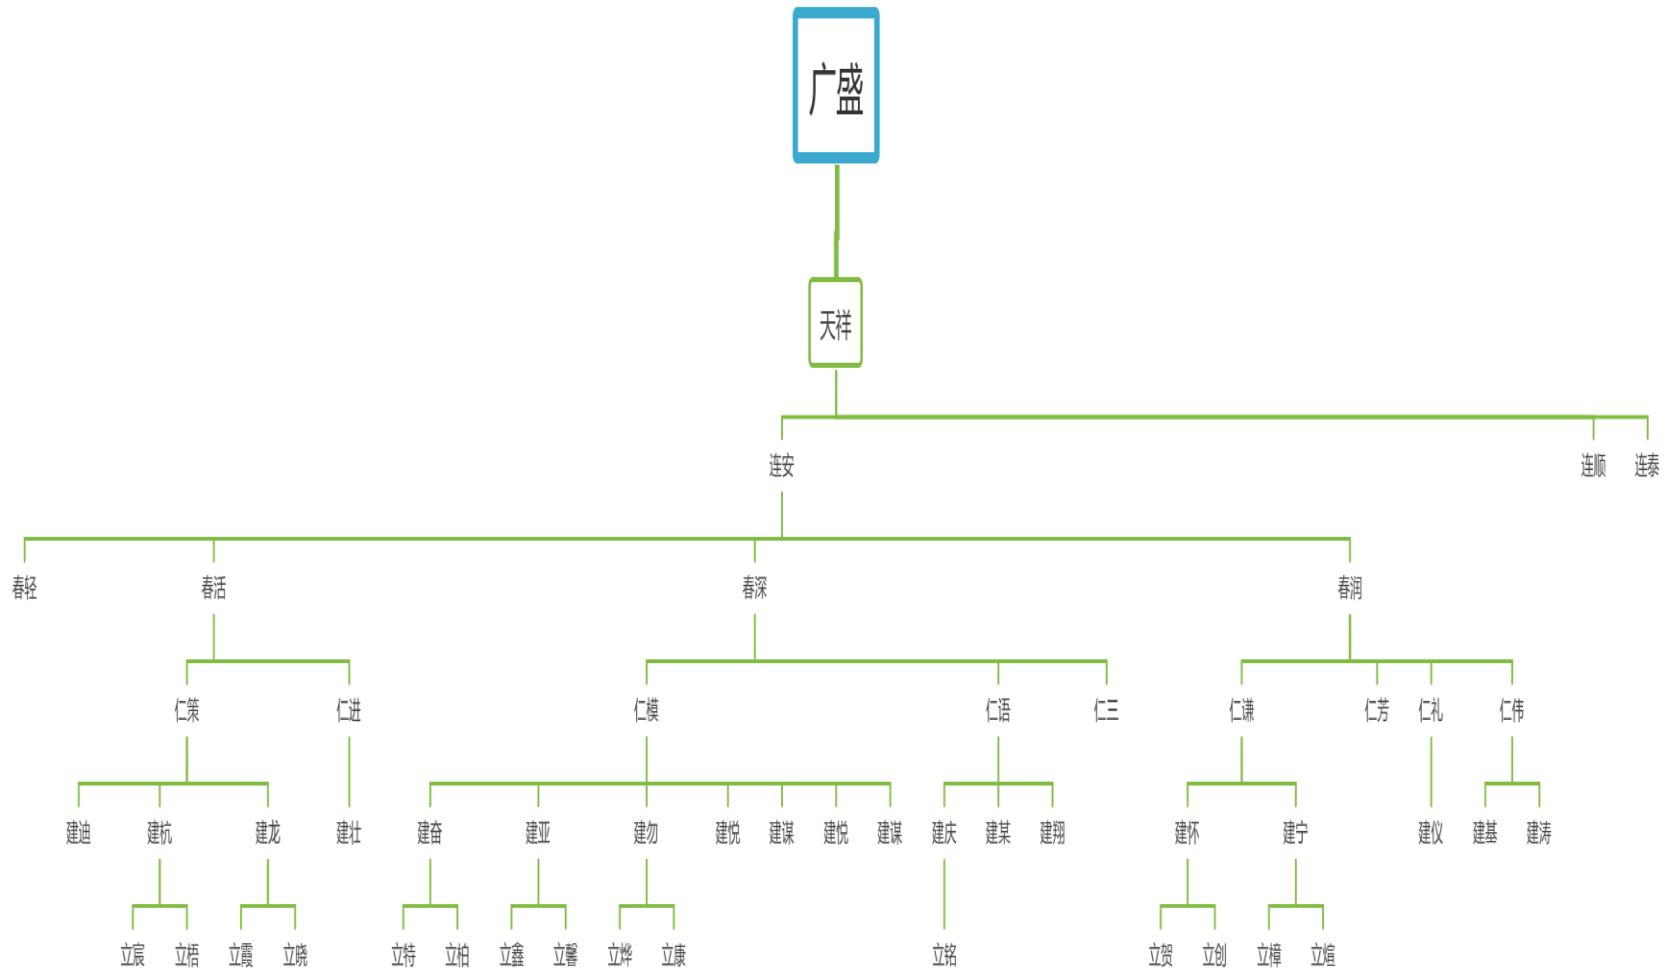 广盛
天祥
连安 连顺 连泰
春轻 春活 春深 春润
仁策 仁进 仁模 仁语 仁三 仁谦 仁芳 仁礼 仁伟
建迪 建杭 建龙 建壮 建奋 建亚 建勿 建悦 建谋 建悦 建谋 建庆 建某 建翔 建怀 建宁 建仪 建基 建涛
立宸 立梧 立霞 立晓 立特 立柏 立鑫 立馨 立烨 立康 立铭 立贺 立创 立樟 立煊